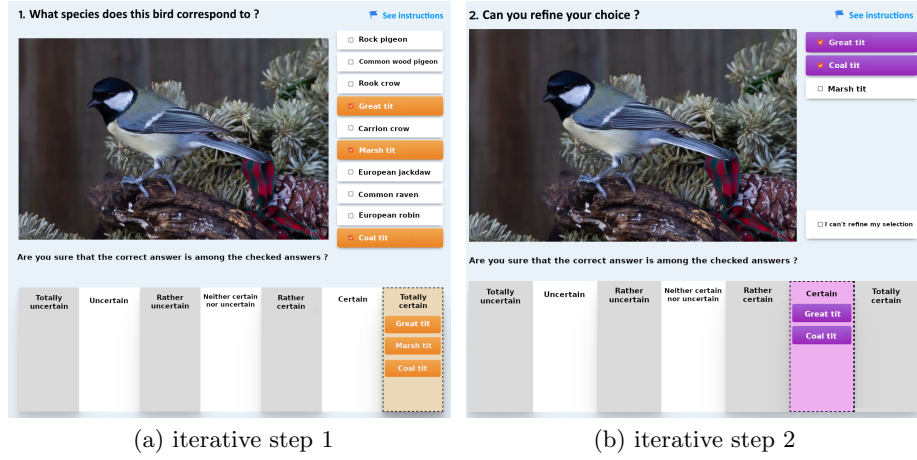 1. What species does this bird correspond to ?
See instructions
Rock pigeon
Common wood pigeon
Rook crow
Great tit
Carrion crow
Marsh tit
European jackdaw
Common raven
European robin
Coal tit
Are you sure that the correct answer is among the checked answers ?
Totally
uncertain
Uncertain
Rather
uncertain
Neither certain
nor uncertain
Rather
certain
Certain
Totally
certain
Great tit
Marsh tit
Coal tit
(a) iterative step 1
2. Can you refine your choice ?
See instructions
Great tit
Coal tit
Marsh tit
I can't refine my selection
Are you sure that the correct answer is among the checked answers ?
Totally
uncertain
Uncertain
Rather
uncertain
Neither certain
nor uncertain
Rather
certain
Certain
Great tit
Coal tit
Totally
certain
(b) iterative step 2